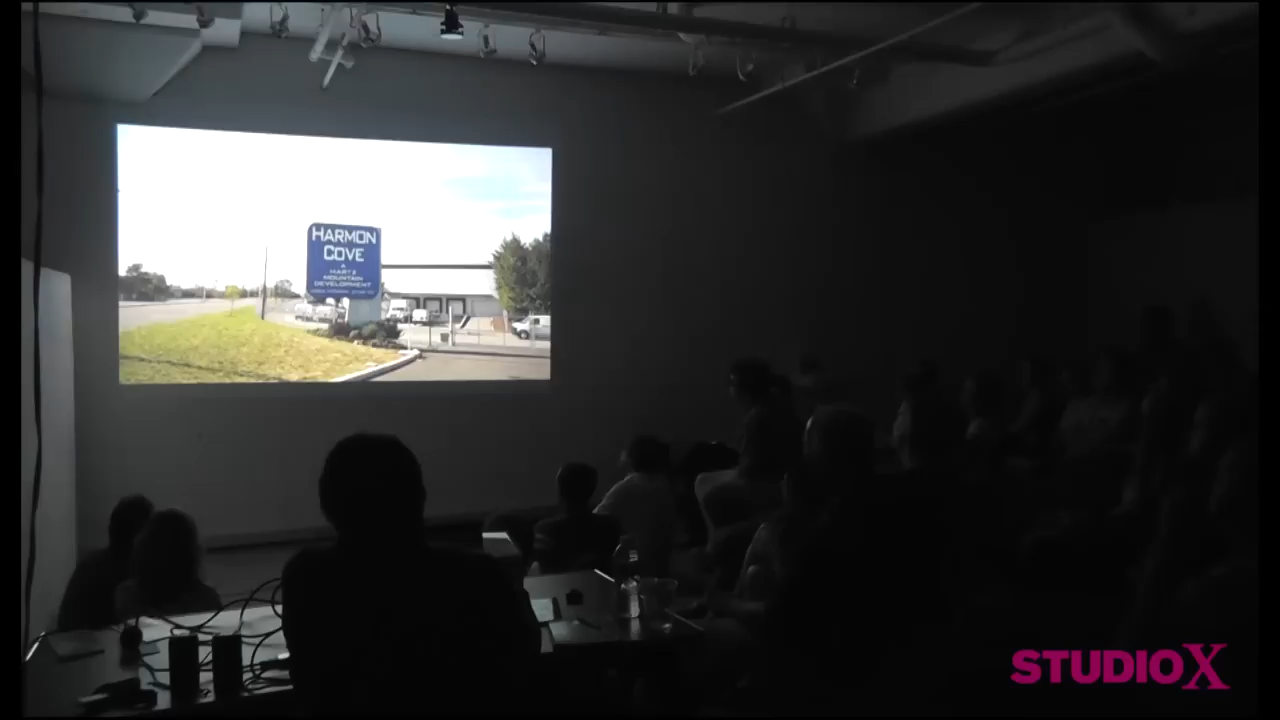 HARMON
COVE
A
HARTZ
MOUNTAIN
DEVELOPMENT
STUDIOX